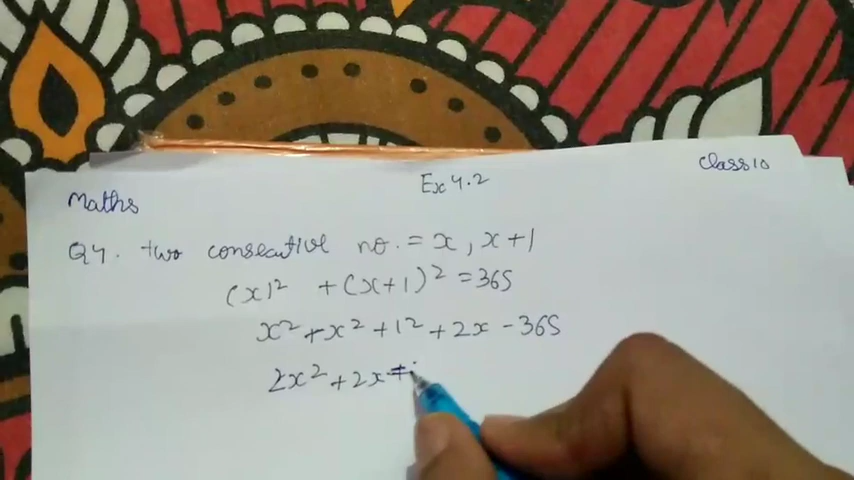 Ex 4.2
Class 10
Maths
Q4. two consecutive no. = x, x+1
(x)² + (x+1)² = 365
x² + x² + 1² + 2x - 365
2x² + 2x